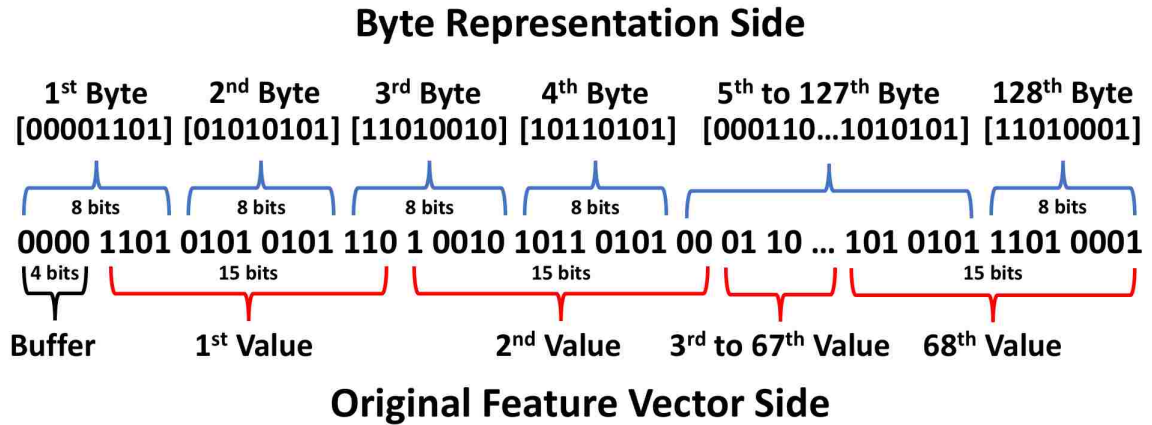 Byte Representation Side
1st Byte 2nd Byte 3rd Byte 4th Byte 5th to 127th Byte 128th Byte
[00001101] [01010101] [11010010] [10110101] [000110...1010101] [11010001]
8 bits 8 bits 8 bits 8 bits 8 bits
0000 1101 0101 0101 110 1 0010 1011 0101 00 01 10 ... 101 0101 1101 0001
4 bits 15 bits 15 bits 15 bits
Buffer 1st Value 2nd Value 3rd to 67th Value 68th Value
Original Feature Vector Side